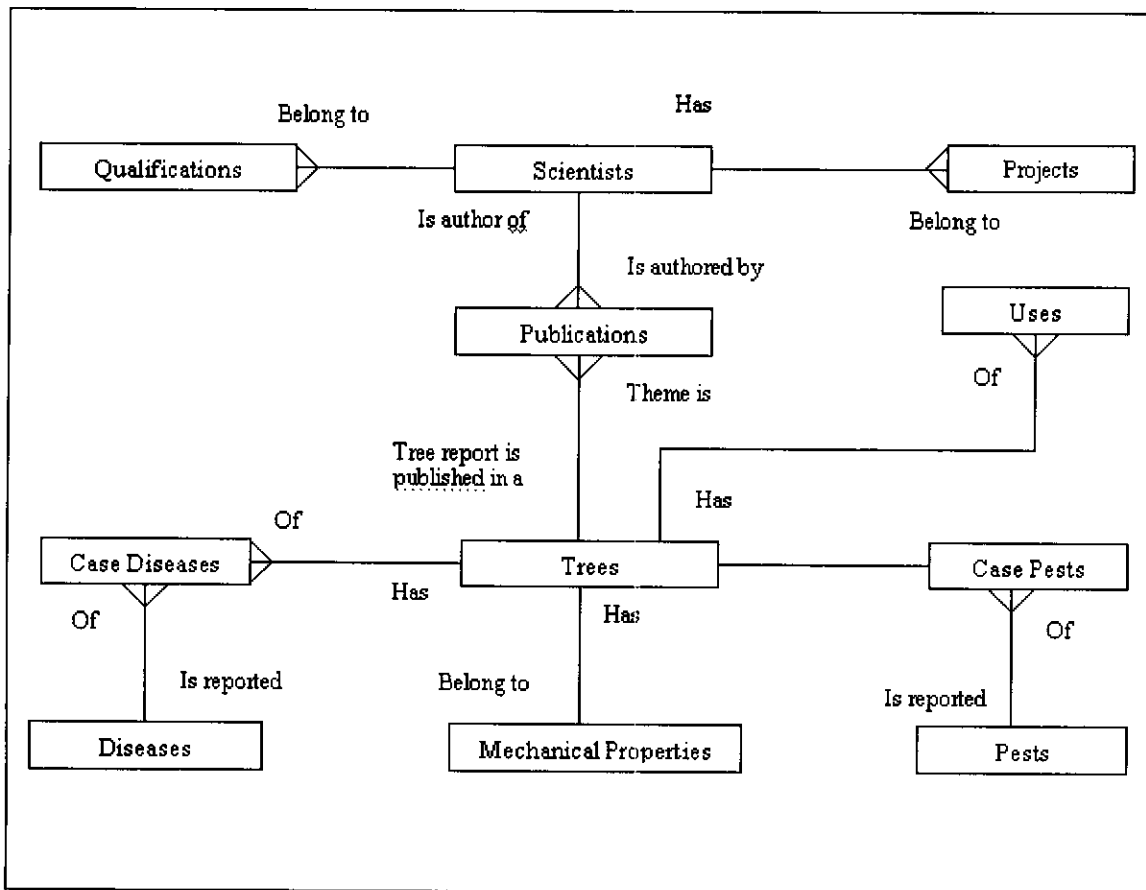 Belong to
Has
Qualifications
Scientists
Projects
Is author of
Belong to
Is authored by
Uses
Publications
Of
Theme is
Tree report is
published in a
Has
Of
Case Diseases
Trees
Case Pests
Has
Has
Of
Of
Is reported
Belong to
Is reported
Diseases
Mechanical Properties
Pests